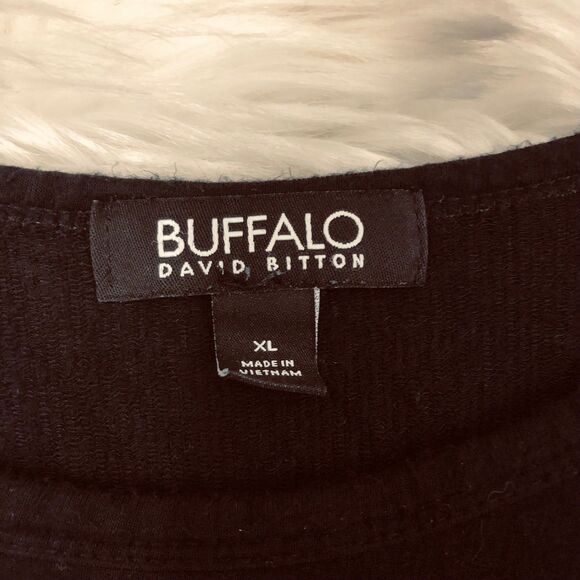 BUFFALO
DAVID BITTON
XL
MADE IN
VIETNAM